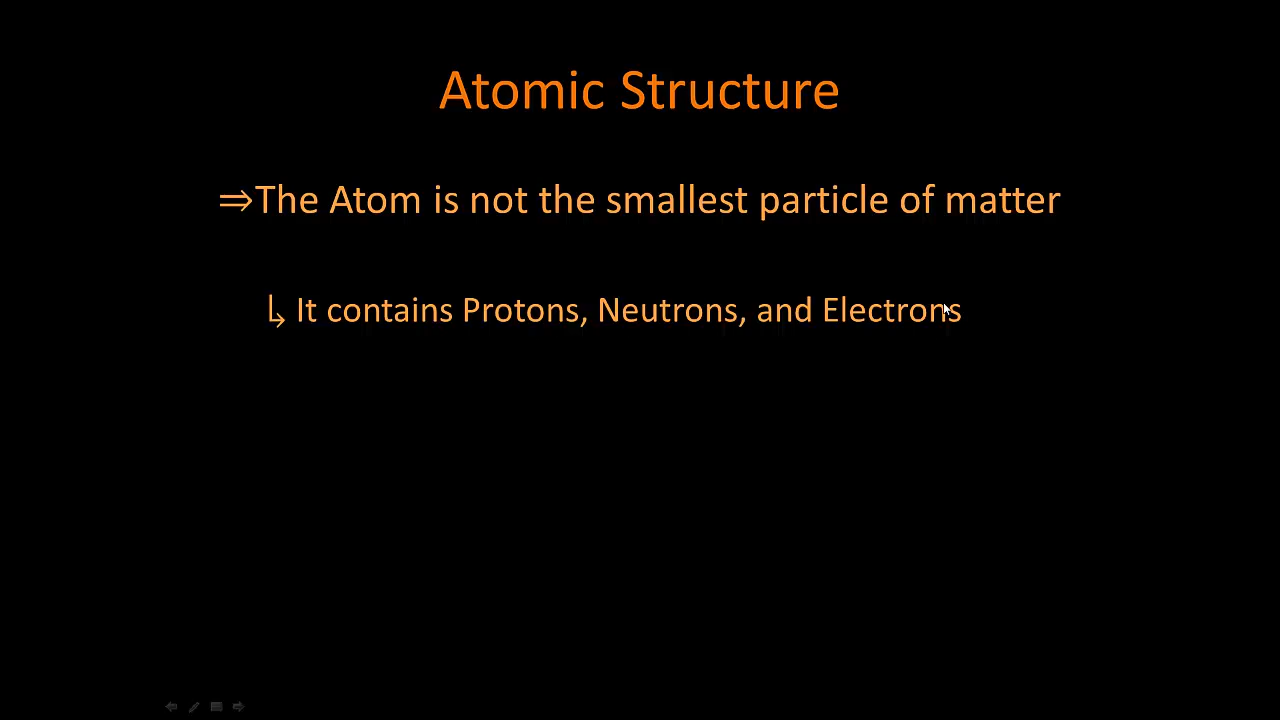 Atomic Structure
⇒The Atom is not the smallest particle of matter
↳ It contains Protons, Neutrons, and Electrons